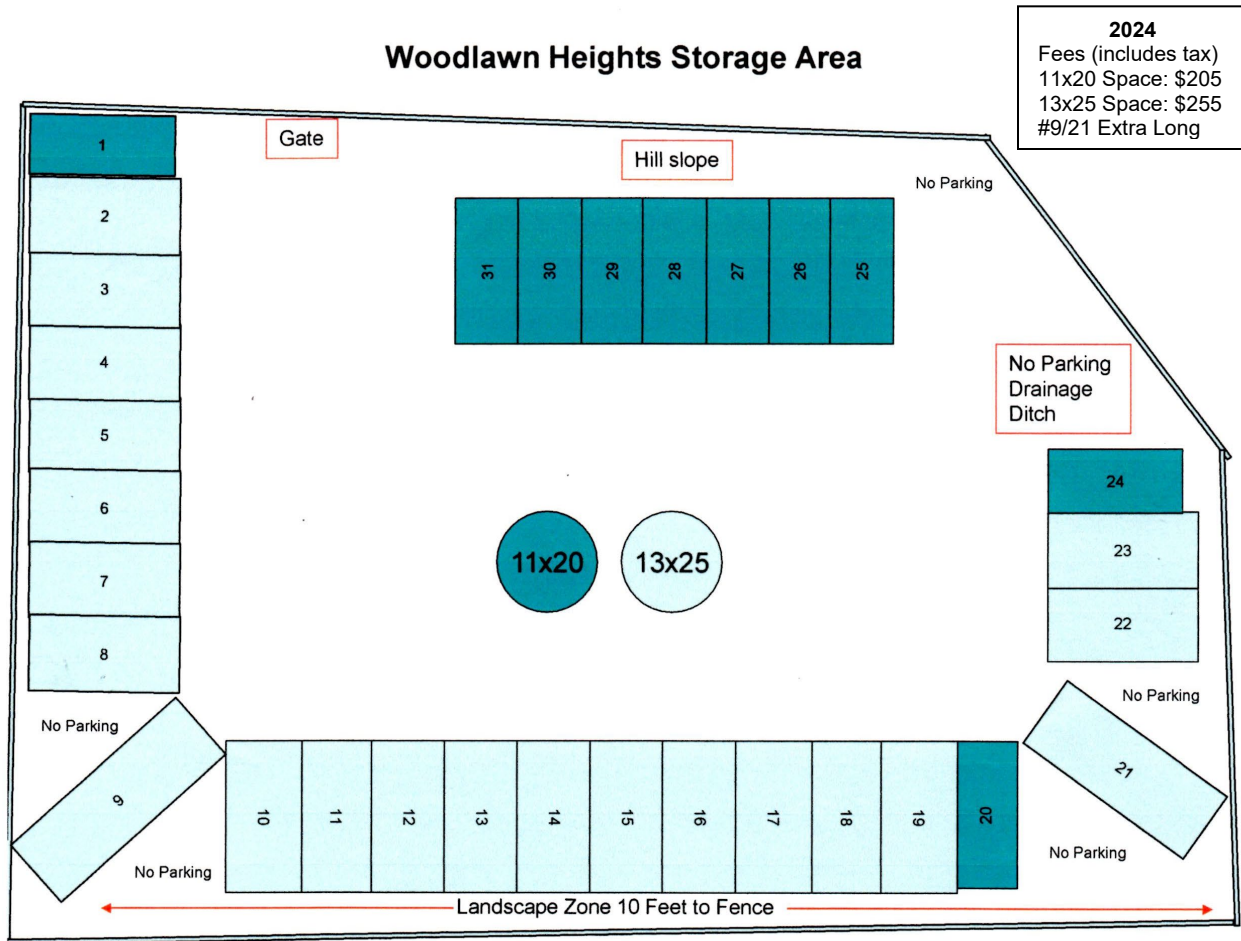 Woodlawn Heights Storage Area
2024
Fees (includes tax)
11x20 Space: $205
13x25 Space: $255
#9/21 Extra Long
Gate
Hill slope
No Parking
1
2
3
4
5
6
7
8
31
30
29
28
27
26
25
No Parking
Drainage
Ditch
24
23
22
11x20
13x25
No Parking
9
No Parking
10
11
12
13
14
15
16
17
18
19
20
No Parking
21
No Parking
Landscape Zone 10 Feet to Fence